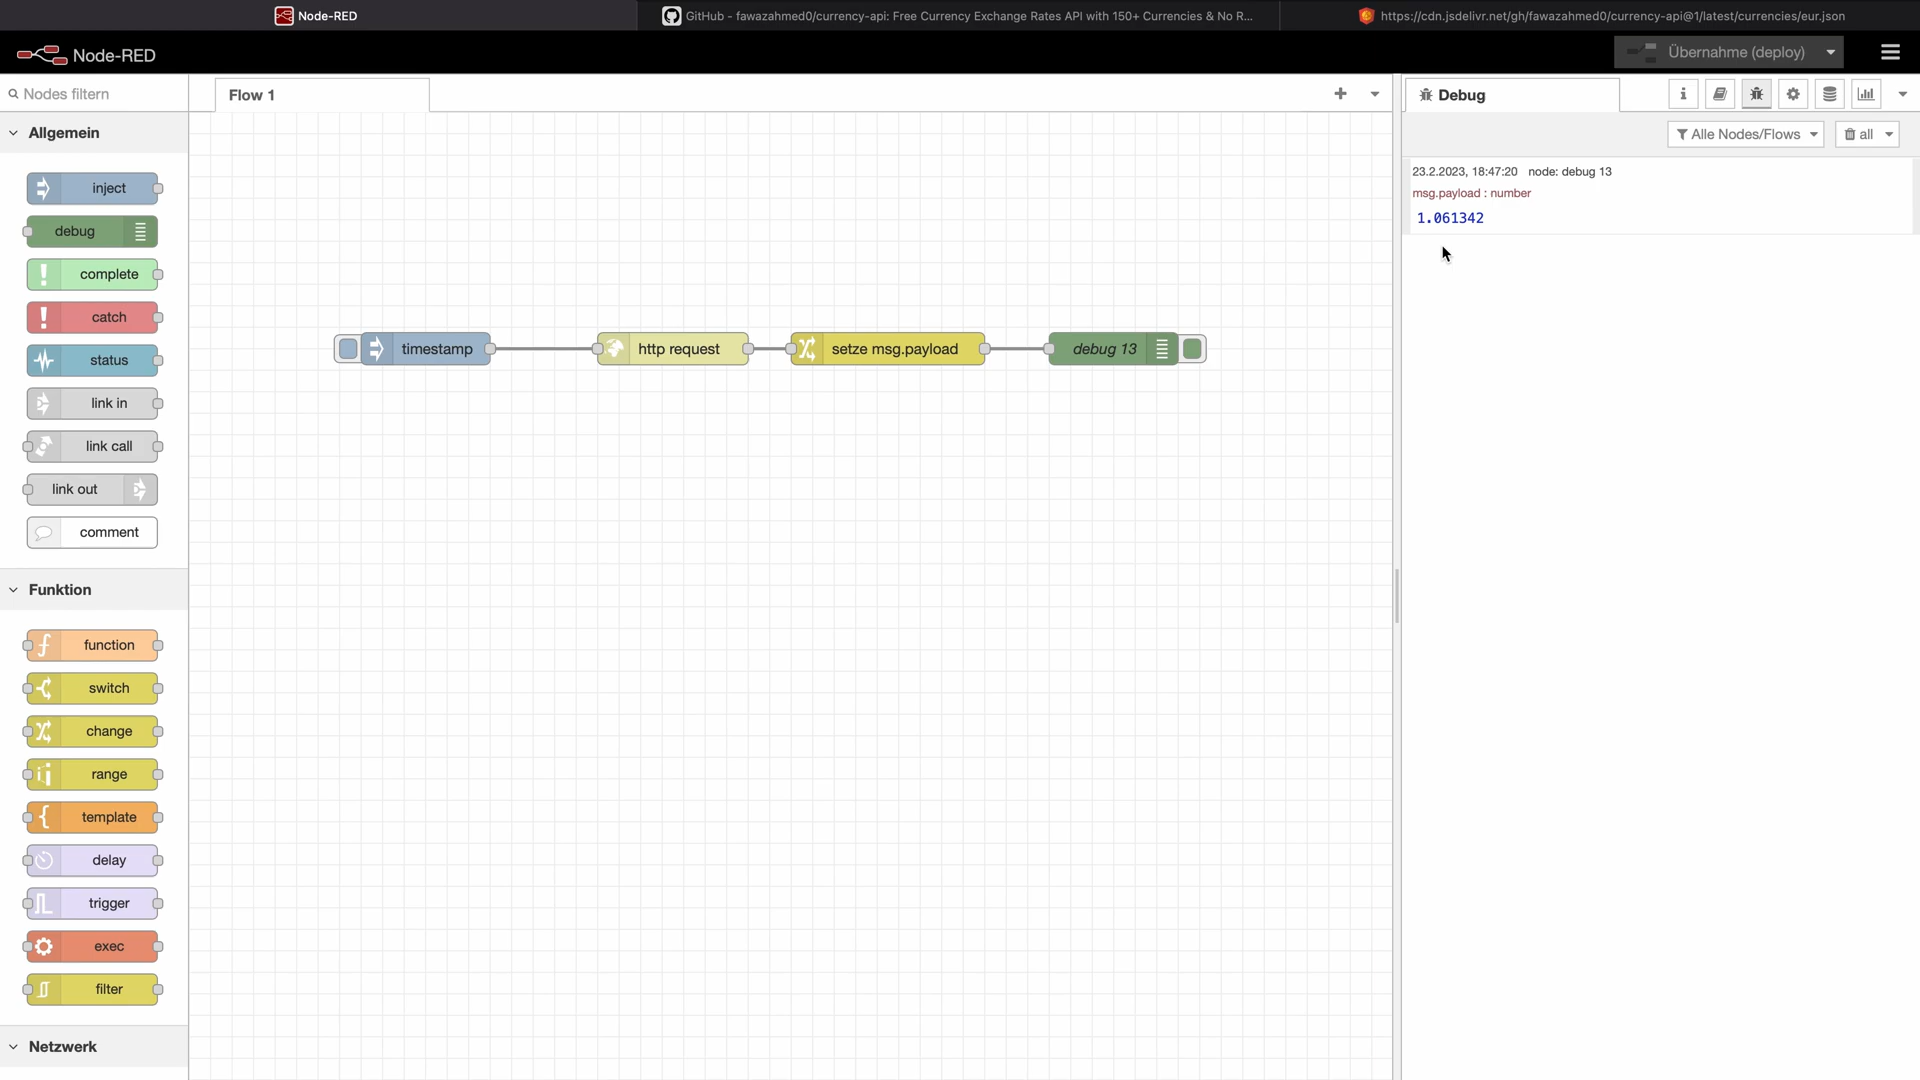 Node-RED
GitHub - fawazahmed0/currency-api: Free Currency Exchange Rates API with 150+ Currencies & No R...
https://cdn.jsdelivr.net/gh/fawazahmed0/currency-api@1/latest/currencies/eur.json
Node-RED
Übernahme (deploy)
Nodes filtern
Allgemein
inject
debug
complete
catch
status
link in
link call
link out
comment
Funktion
function
switch
change
range
template
delay
trigger
exec
filter
Netzwerk
Flow 1
timestamp
http request
setze msg.payload
debug 13
Debug
Alle Nodes/Flows
all
23.2.2023, 18:47:20 node: debug 13
msg.payload : number
1.061342